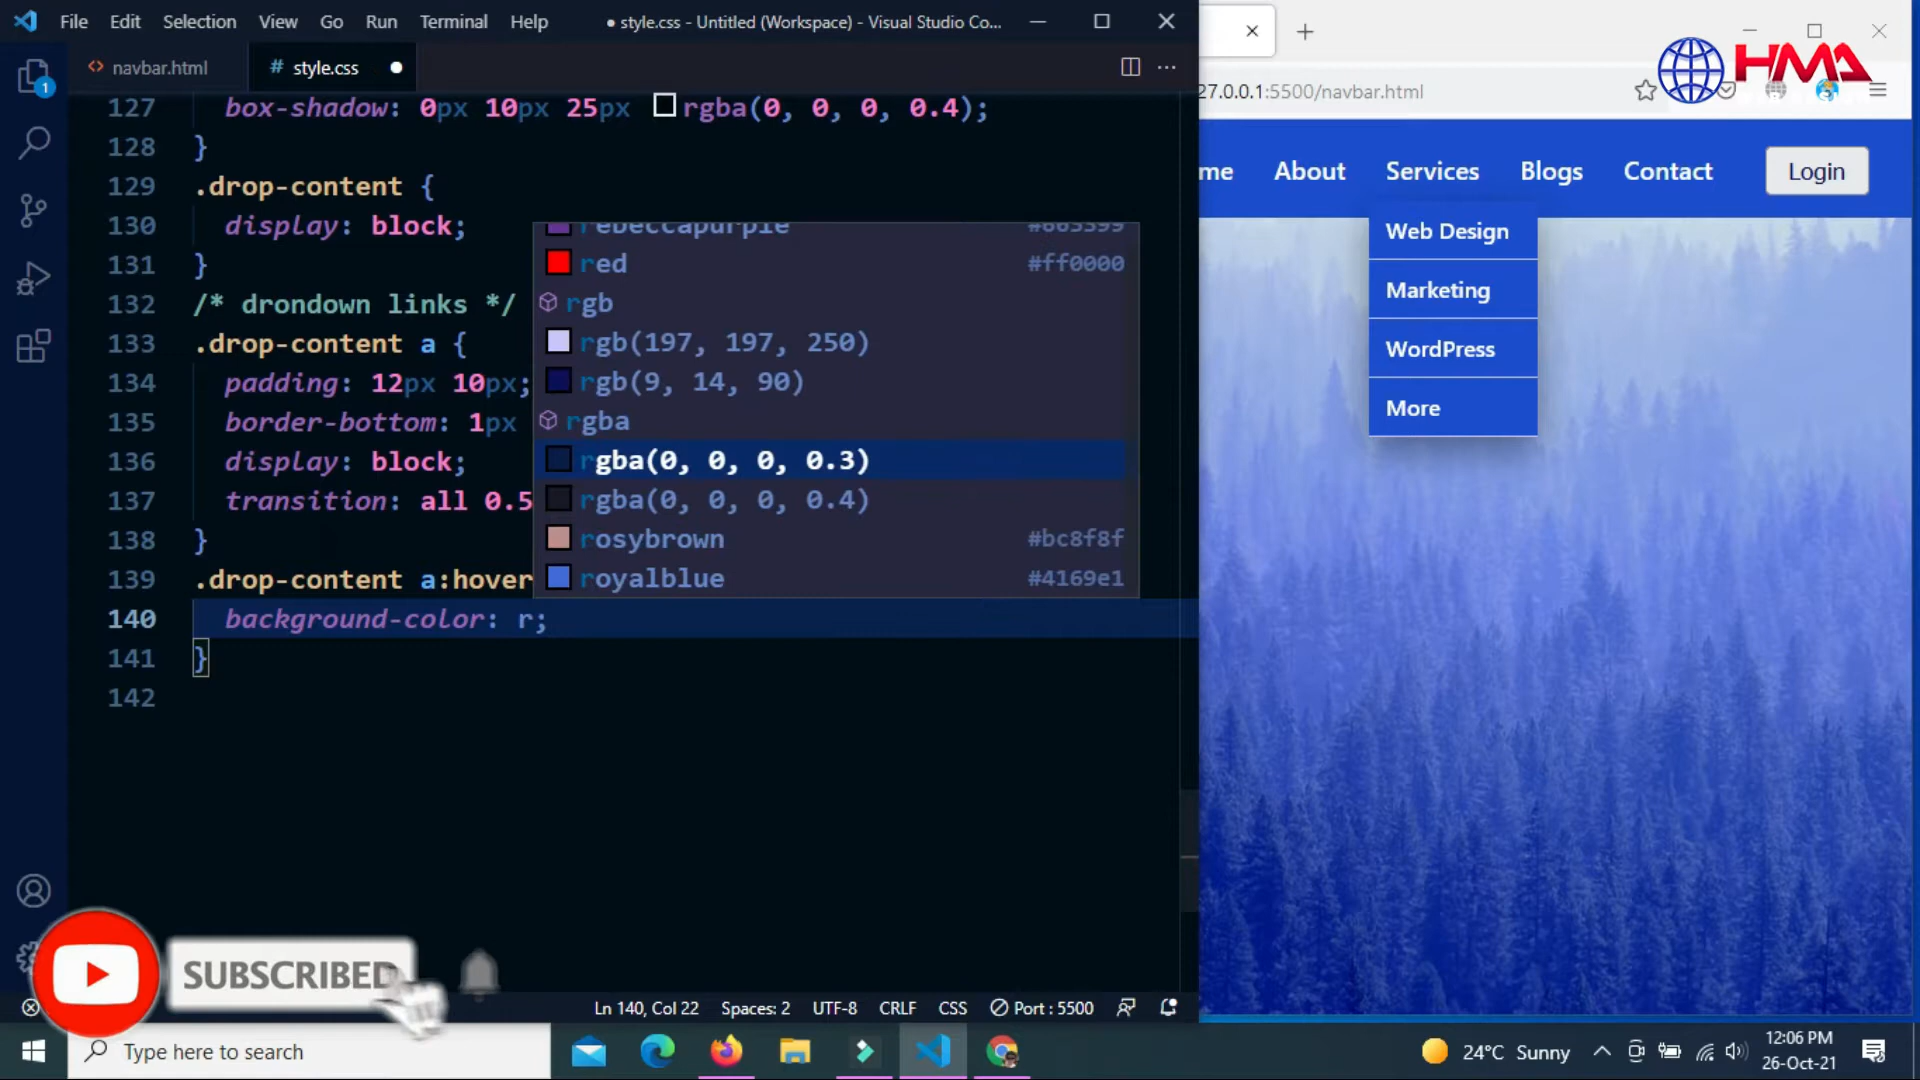 File Edit Selection View Go Run Terminal Help ● style.css - Untitled (Workspace) - Visual Studio Co...
<> navbar.html # style.css ●
127 box-shadow: 0px 10px 25px rgba(0, 0, 0, 0.4);
128 }
129 .drop-content {
130 display: block;
131 }
132 /* drondown links */
133 .drop-content a {
134 padding: 12px 10px;
135 border-bottom: 1px
136 display: block;
137 transition: all 0.5
138 }
139 .drop-content a:hover
140 background-color: r;
141 }
142
rebeccapurple #663399
red #ff0000
rgb
rgb(197, 197, 250)
rgb(9, 14, 90)
rgba
rgba(0, 0, 0, 0.3)
rgba(0, 0, 0, 0.4)
rosybrown #bc8f8f
royalblue #4169e1
1
SUBSCRIBED
Ln 140, Col 22 Spaces: 2 UTF-8 CRLF CSS Port : 5500
27.0.0.1:5500/navbar.html
HMA
me About Services Blogs Contact Login
Web Design
Marketing
WordPress
More
Type here to search
24°C Sunny
12:06 PM
26-Oct-21